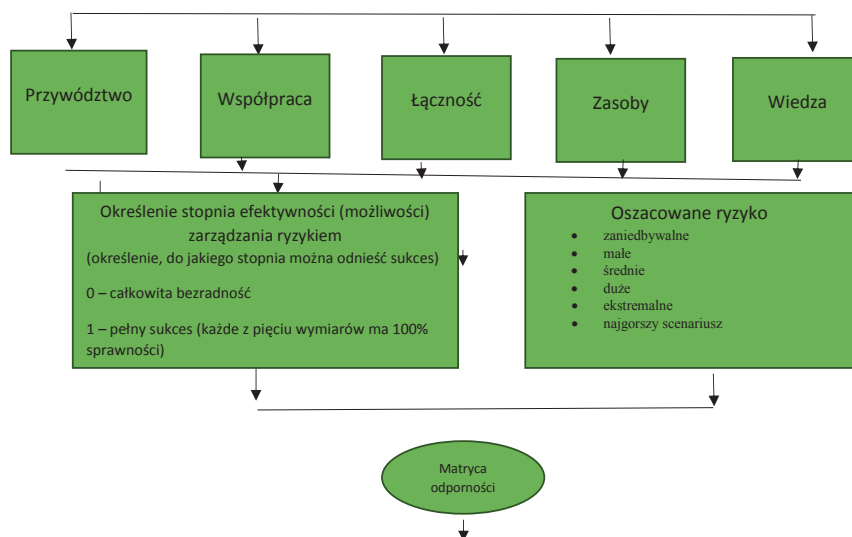 Przywództwo
Współpraca
Łączność
Zasoby
Wiedza
Określenie stopnia efektywności (możliwości)
zarządzania ryzykiem
(określenie, do jakiego stopnia można odnieść sukces)
0 – całkowita bezradność
1 – pełny sukces (każde z pięciu wymiarów ma 100%
sprawności)
Oszacowane ryzyko
• zaniedbywalne
• małe
• średnie
• duże
• ekstremalne
• najgorszy scenariusz
Matryca
odporności